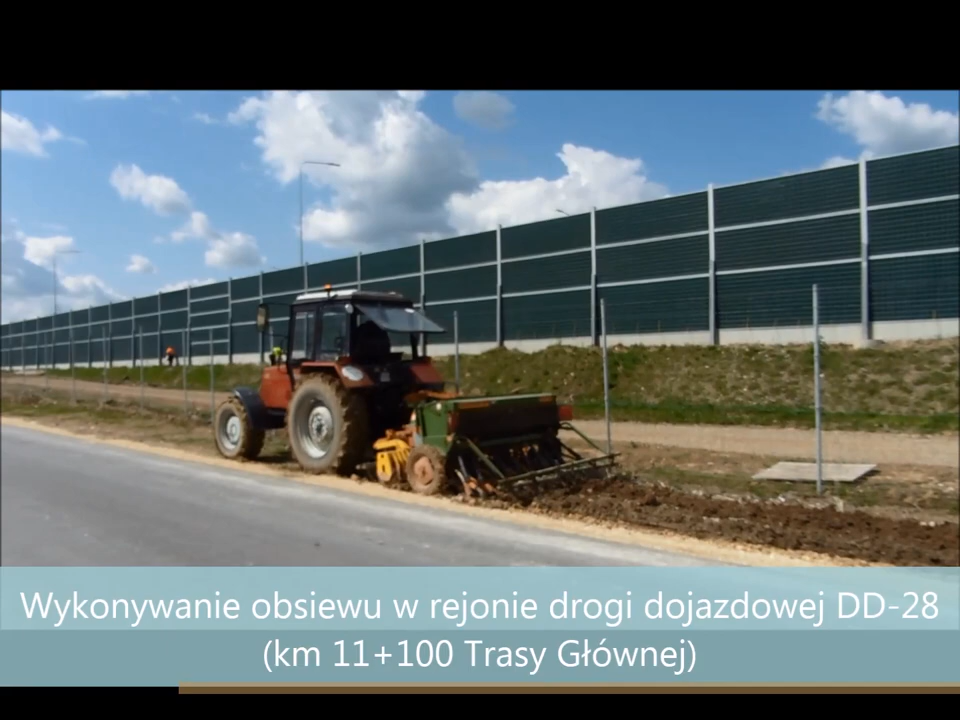 Wykonywanie obsiewu w rejonie drogi dojazdowej DD-28
(km 11+100 Trasy Głównej)